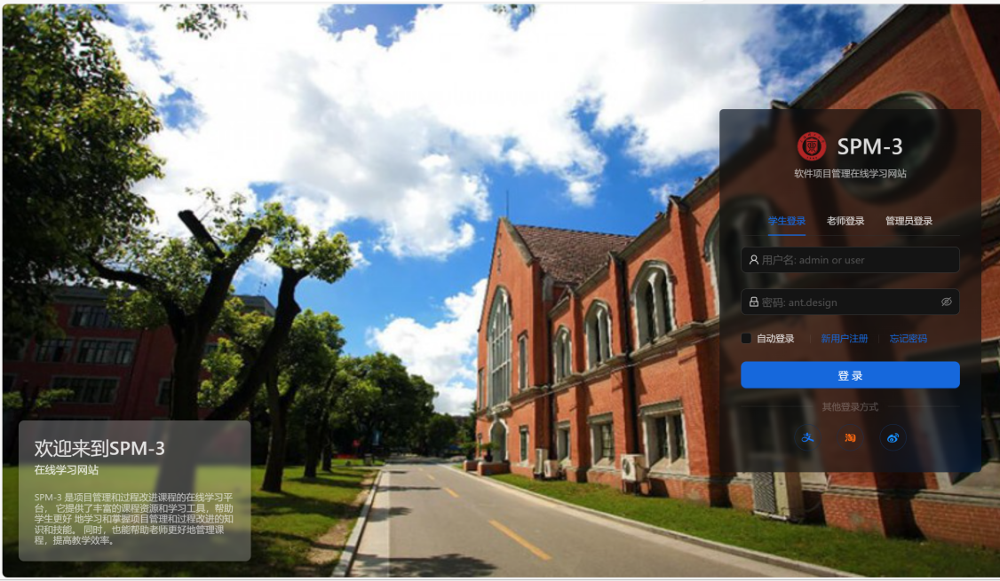 SPM-3
软件项目管理在线学习网站
学生登录 老师登录 管理员登录
用户名: admin or user
密码: ant.design
自动登录 新用户注册 忘记密码
登 录
其他登录方式
淘
欢迎来到SPM-3
在线学习网站
SPM-3 是项目管理和过程改进课程的在线学习平
台， 它提供了丰富的课程资源和学习工具，帮助
学生更好 地学习和掌握项目管理和过程改进的知
识和技能。 同时，也能帮助老师更好地管理课
程，提高教学效率。